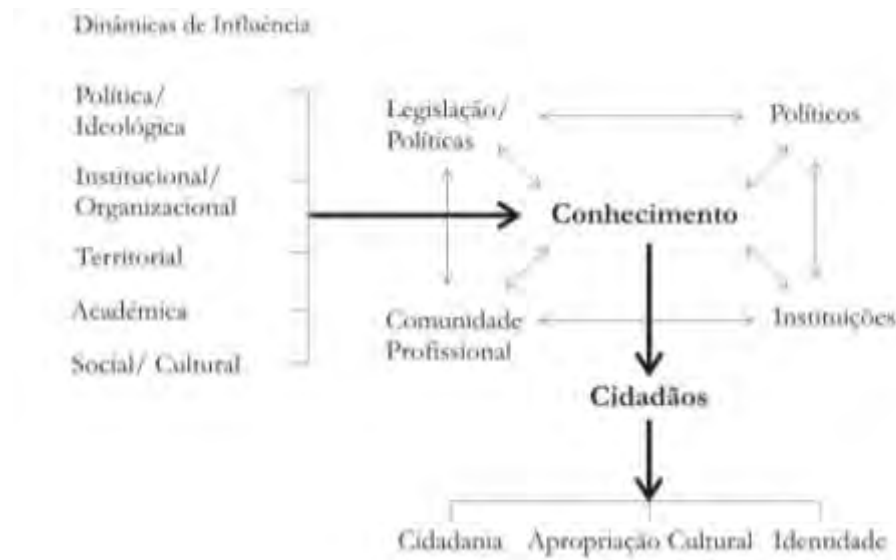 Dinâmicas de Influência
Política/
Ideológica
Institucional/
Organizacional
Territorial
Académica
Social/ Cultural
Legislação/
Políticas
Políticos
Conhecimento
Comunidade
Profissional
Instituições
Cidadãos
Cidadania Apropriação Cultural Identidade